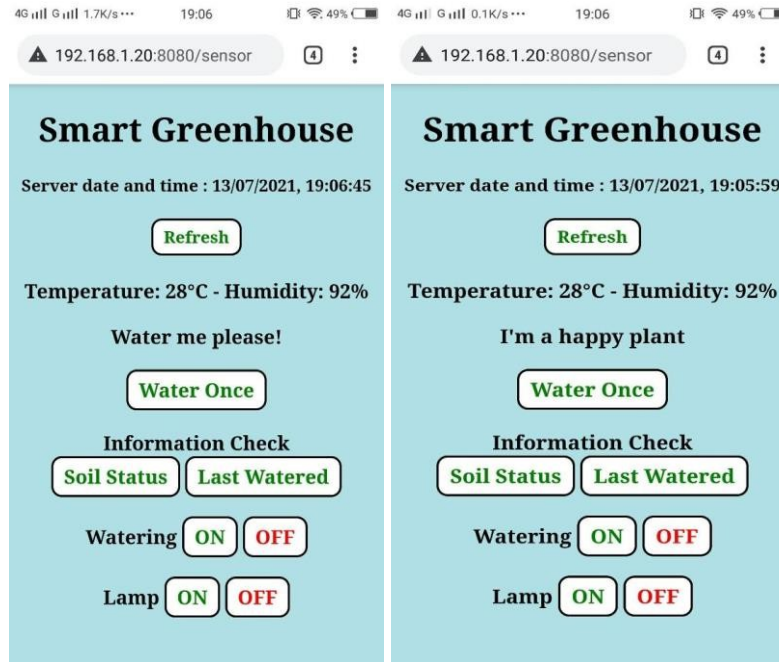 4G G 1.7K/s ··· 19:06 49%
192.168.1.20:8080/sensor 4
Smart Greenhouse
Server date and time : 13/07/2021, 19:06:45
Refresh
Temperature: 28°C - Humidity: 92%
Water me please!
Water Once
Information Check
Soil Status Last Watered
Watering ON OFF
Lamp ON OFF
4G G 0.1K/s ··· 19:06 49%
192.168.1.20:8080/sensor 4
Smart Greenhouse
Server date and time : 13/07/2021, 19:05:59
Refresh
Temperature: 28°C - Humidity: 92%
I'm a happy plant
Water Once
Information Check
Soil Status Last Watered
Watering ON OFF
Lamp ON OFF